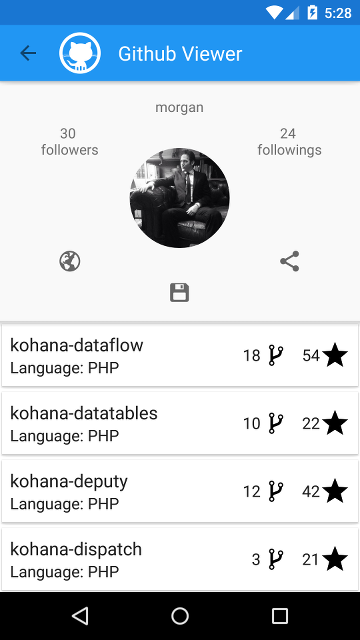 5:28
Github Viewer
morgan
30
followers
24
followings
kohana-dataflow
Language: PHP
18
54
kohana-datatables
Language: PHP
10
22
kohana-deputy
Language: PHP
12
42
kohana-dispatch
Language: PHP
3
21